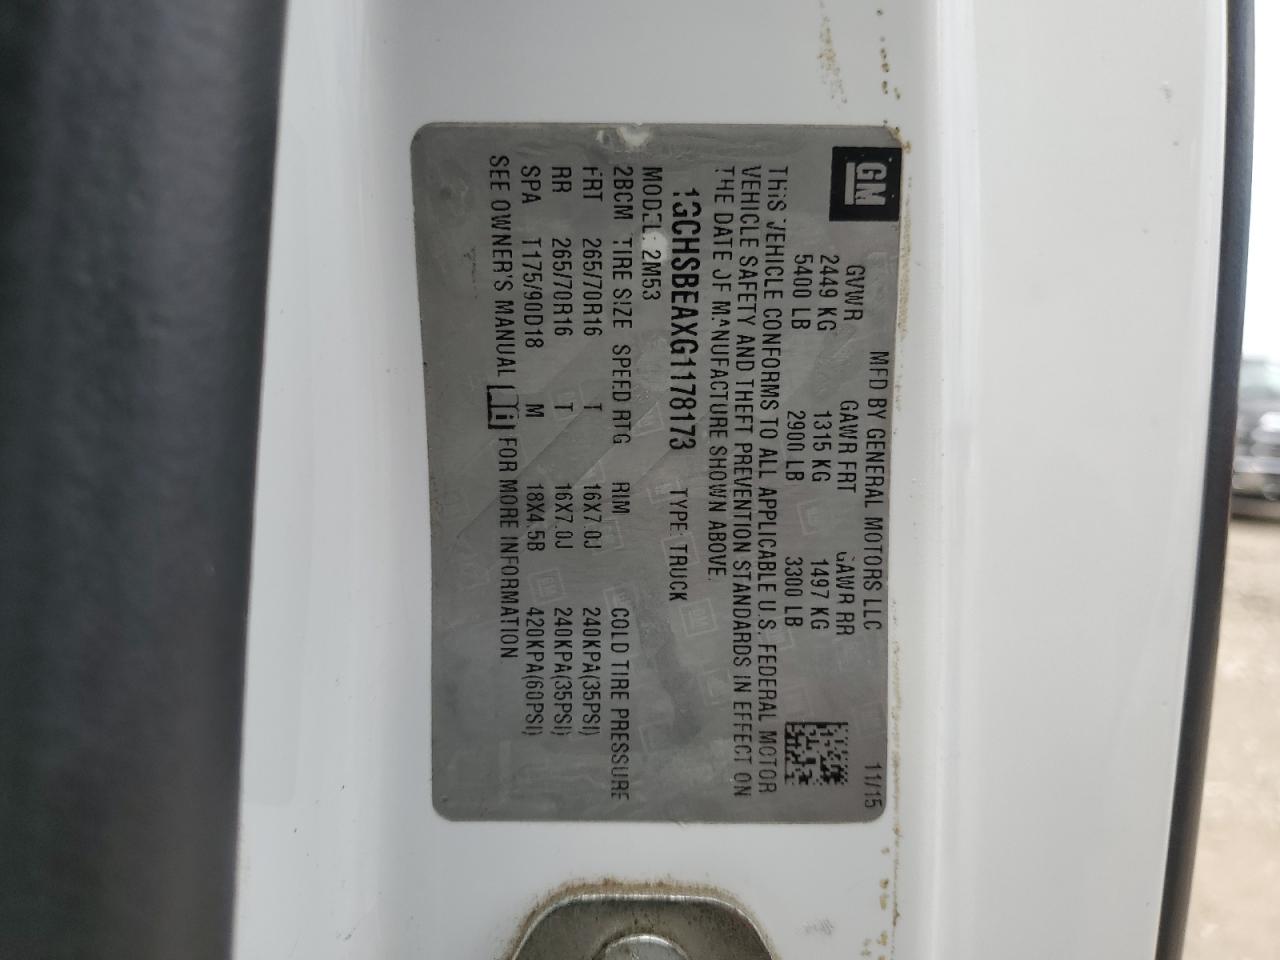 GM
MFD BY GENERAL MOTORS LLC 11/15
GVWR GAWR FRT GAWR RR
2449 KG 1315 KG 1497 KG
5400 LB 2900 LB 3300 LB
THIS VEHICLE CONFORMS TO ALL APPLICABLE U.S. FEDERAL MOTOR
VEHICLE SAFETY AND THEFT PREVENTION STANDARDS IN EFFECT ON
THE DATE OF MANUFACTURE SHOWN ABOVE.
1GCHSBEAXG1178173 TYPE: TRUCK
MODEL: 2M53
2BCM TIRE SIZE SPEED RTG RIM COLD TIRE PRESSURE
FRT 265/70R16 T 16X7.0J 240KPA(35PSI)
RR 265/70R16 T 16X7.0J 240KPA(35PSI)
SPA T175/90D18 M 18X4.5B 420KPA(60PSI)
SEE OWNER'S MANUAL i FOR MORE INFORMATION